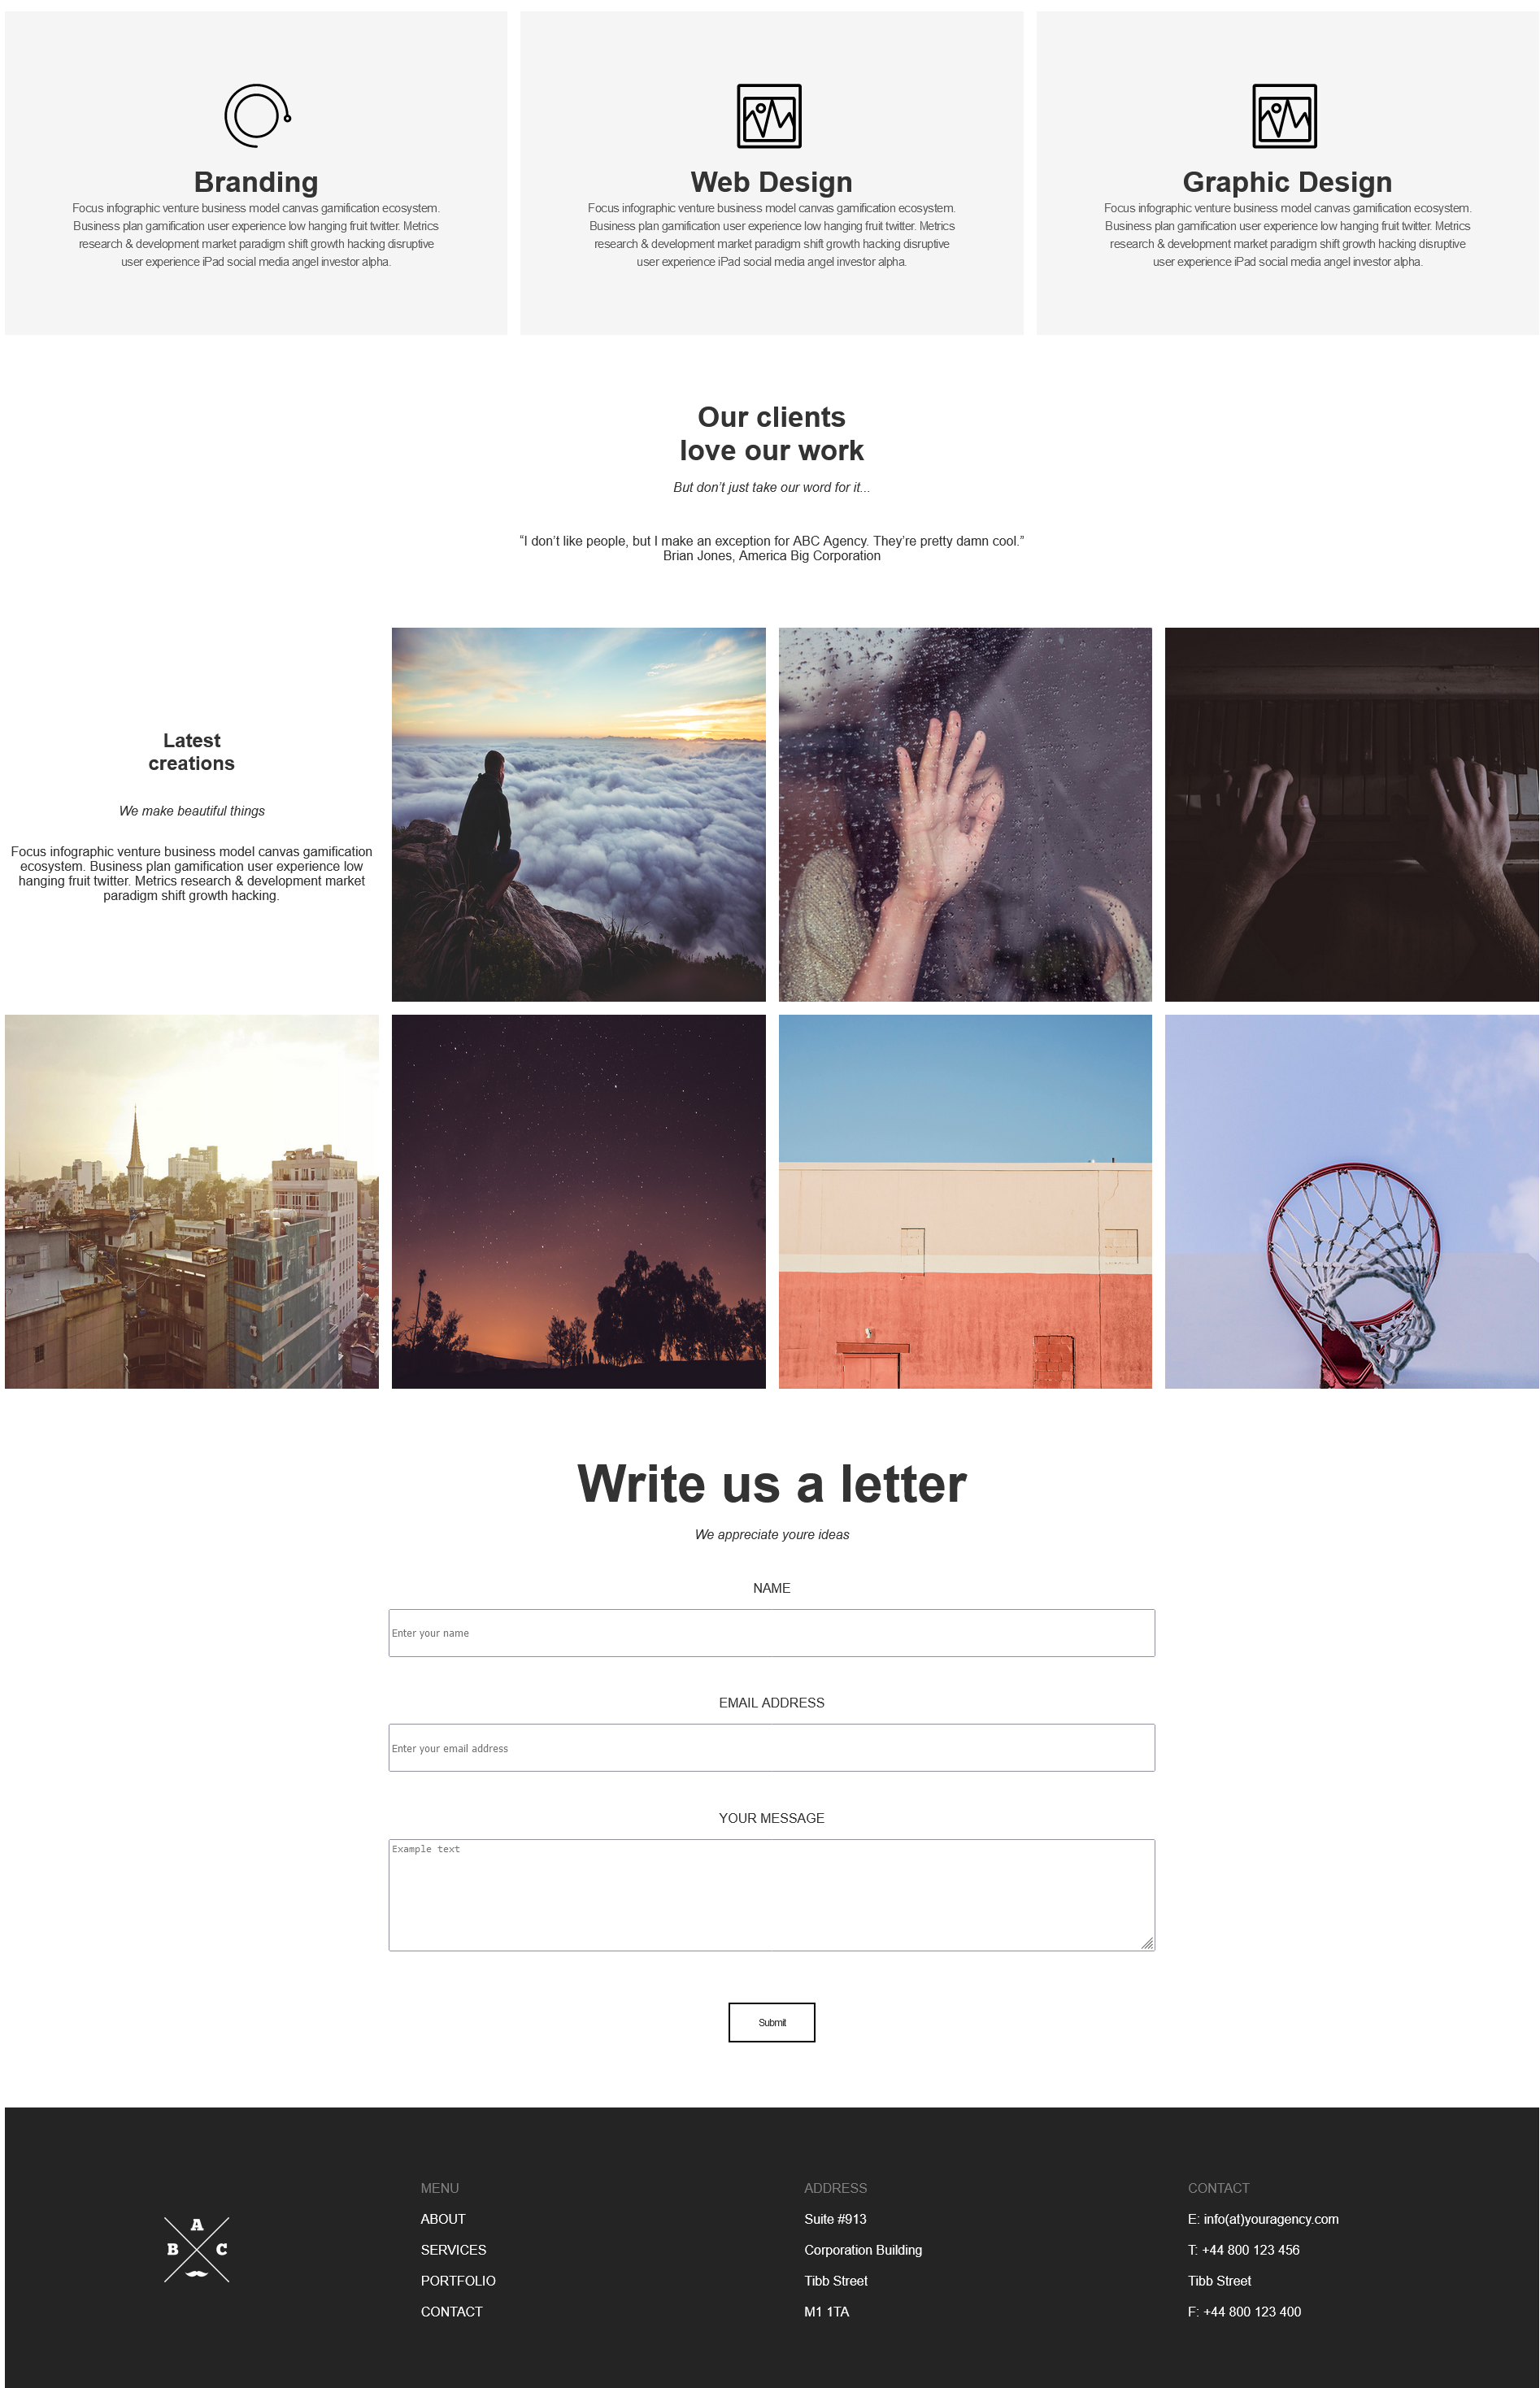 Branding
Focus infographic venture business model canvas gamification ecosystem.
Business plan gamification user experience low hanging fruit twitter. Metrics
research & development market paradigm shift growth hacking disruptive
user experience iPad social media angel investor alpha.
Web Design
Focus infographic venture business model canvas gamification ecosystem.
Business plan gamification user experience low hanging fruit twitter. Metrics
research & development market paradigm shift growth hacking disruptive
user experience iPad social media angel investor alpha.
Graphic Design
Focus infographic venture business model canvas gamification ecosystem.
Business plan gamification user experience low hanging fruit twitter. Metrics
research & development market paradigm shift growth hacking disruptive
user experience iPad social media angel investor alpha.
Our clients
love our work
But don’t just take our word for it...
“I don’t like people, but I make an exception for ABC Agency. They’re pretty damn cool.”
Brian Jones, America Big Corporation
Latest
creations
We make beautiful things
Focus infographic venture business model canvas gamification
ecosystem. Business plan gamification user experience low
hanging fruit twitter. Metrics research & development market
paradigm shift growth hacking.
Write us a letter
We appreciate youre ideas
NAME
Enter your name
EMAIL ADDRESS
Enter your email address
YOUR MESSAGE
Example text
Submit
A
B C
MENU
ABOUT
SERVICES
PORTFOLIO
CONTACT
ADDRESS
Suite #913
Corporation Building
Tibb Street
M1 1TA
CONTACT
E: info(at)youragency.com
T: +44 800 123 456
Tibb Street
F: +44 800 123 400